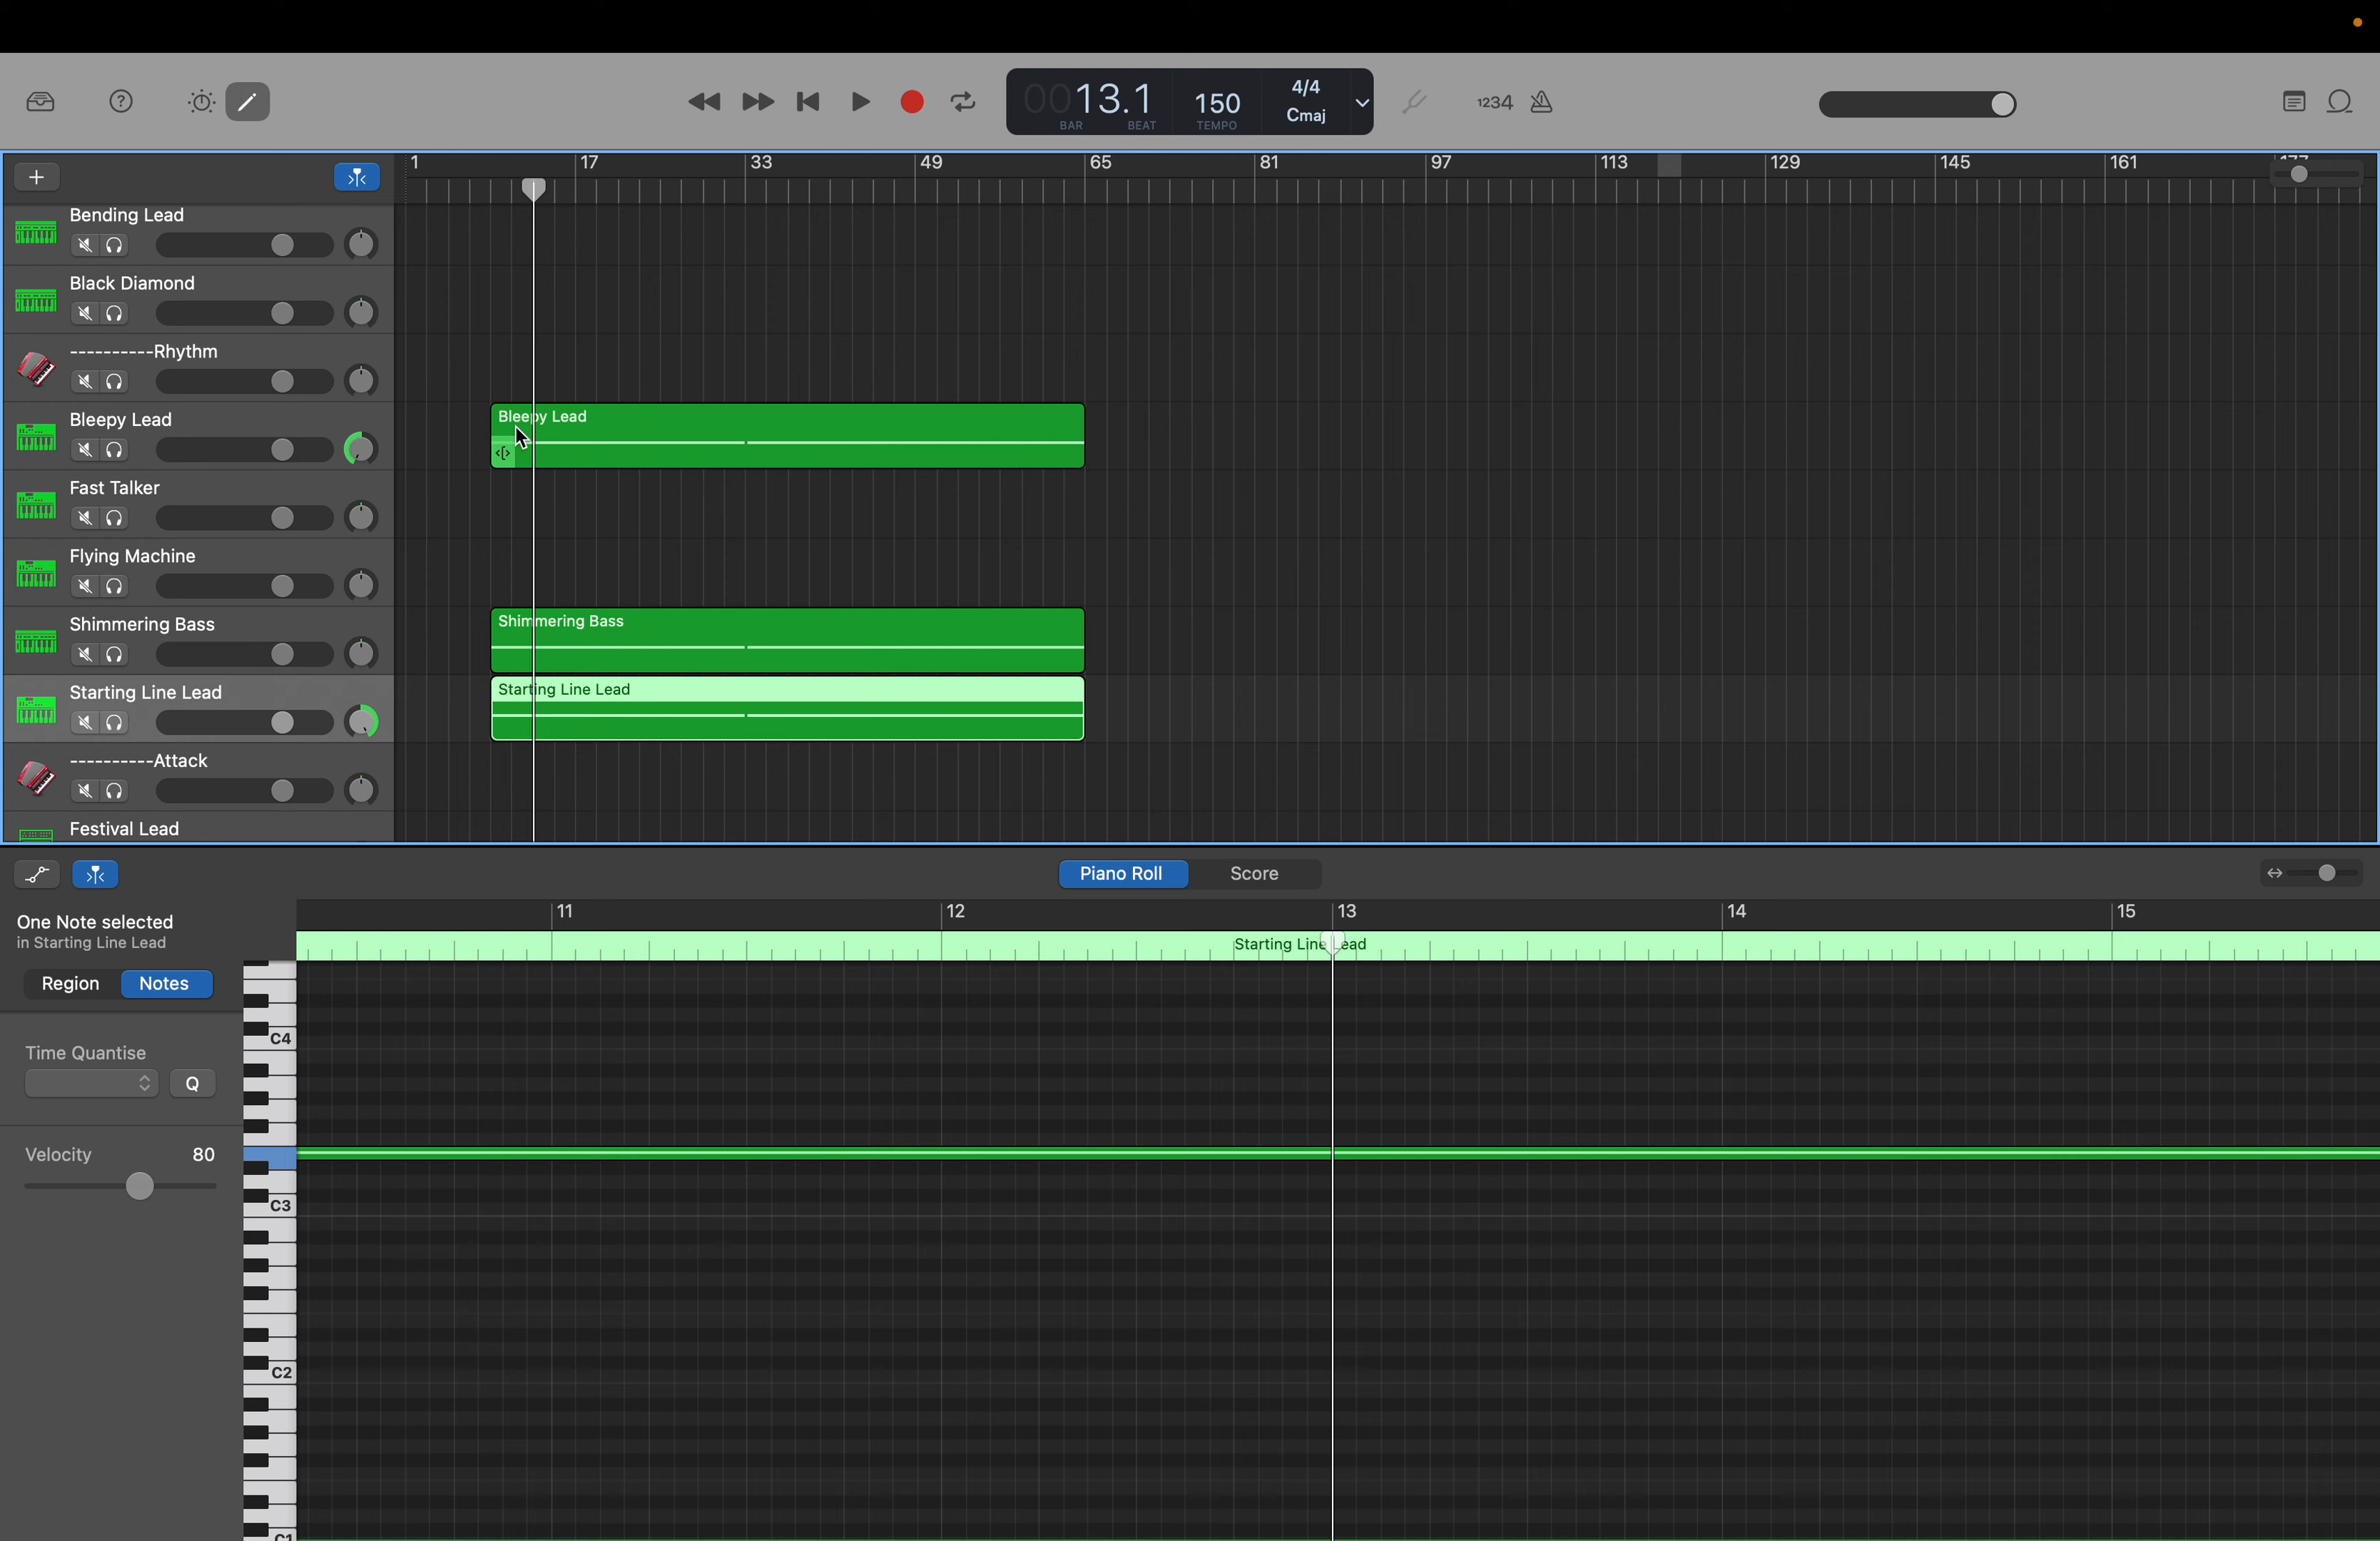 0013.1
BAR BEAT
150
TEMPO
4/4
Cmaj
1234
1 17 33 49 65 81 97 113 129 145 161
Bending Lead
Black Diamond
----------Rhythm
Bleepy Lead
Bleepy Lead
Fast Talker
Flying Machine
Shimmering Bass
Shimmering Bass
Starting Line Lead
Starting Line Lead
----------Attack
Festival Lead
Piano Roll Score
One Note selected
in Starting Line Lead
11 12 13 14 15
Starting Line Lead
Region Notes
Time Quantise
Q
Velocity 80
C4
C3
C2
C1